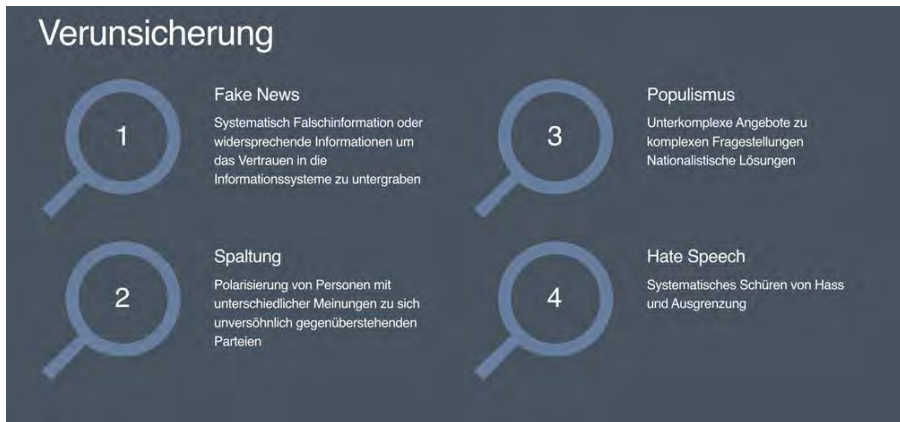 Verunsicherung
1
Fake News
Systematisch Falschinformation oder
widersprechende Informationen um
das Vertrauen in die
Informationssysteme zu untergraben
2
Spaltung
Polarisierung von Personen mit
unterschiedlicher Meinungen zu sich
unversöhnlich gegenüberstehenden
Parteien
3
Populismus
Unterkomplexe Angebote zu
komplexen Fragestellungen
Nationalistische Lösungen
4
Hate Speech
Systematisches Schüren von Hass
und Ausgrenzung